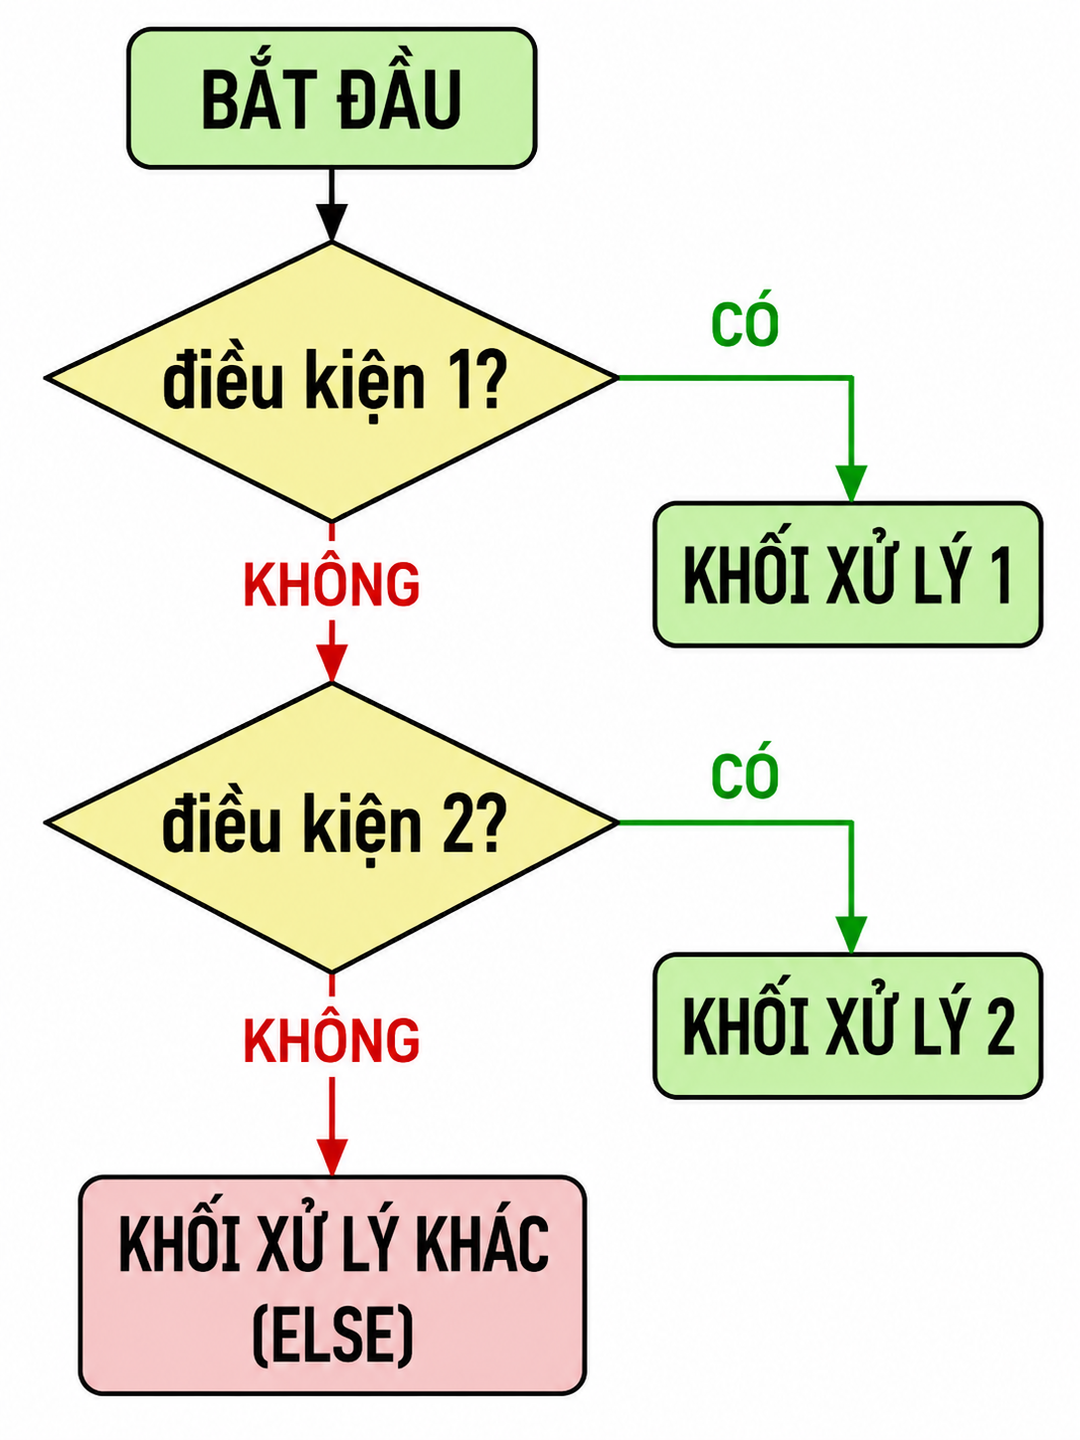 BẮT ĐẦU
điều kiện 1?
CÓ
KHỐI XỬ LÝ 1
KHÔNG
điều kiện 2?
CÓ
KHỐI XỬ LÝ 2
KHÔNG
KHỐI XỬ LÝ KHÁC
(ELSE)